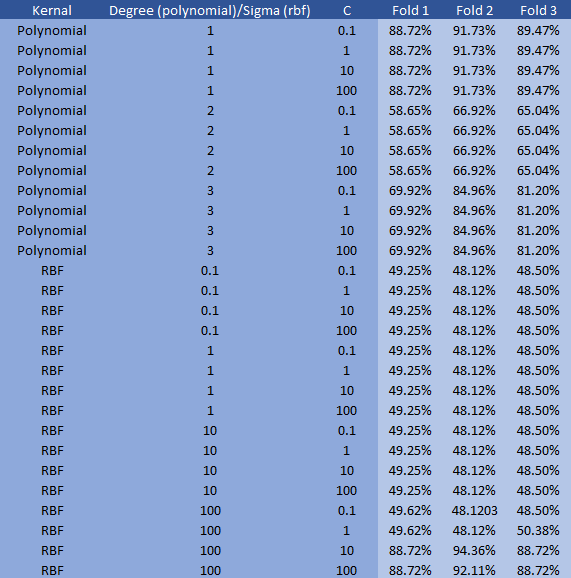 Kernal Degree (polynomial)/Sigma (rbf) C Fold 1 Fold 2 Fold 3
Polynomial 1 0.1 88.72% 91.73% 89.47%
Polynomial 1 1 88.72% 91.73% 89.47%
Polynomial 1 10 88.72% 91.73% 89.47%
Polynomial 1 100 88.72% 91.73% 89.47%
Polynomial 2 0.1 58.65% 66.92% 65.04%
Polynomial 2 1 58.65% 66.92% 65.04%
Polynomial 2 10 58.65% 66.92% 65.04%
Polynomial 2 100 58.65% 66.92% 65.04%
Polynomial 3 0.1 69.92% 84.96% 81.20%
Polynomial 3 1 69.92% 84.96% 81.20%
Polynomial 3 10 69.92% 84.96% 81.20%
Polynomial 3 100 69.92% 84.96% 81.20%
RBF 0.1 0.1 49.25% 48.12% 48.50%
RBF 0.1 1 49.25% 48.12% 48.50%
RBF 0.1 10 49.25% 48.12% 48.50%
RBF 0.1 100 49.25% 48.12% 48.50%
RBF 1 0.1 49.25% 48.12% 48.50%
RBF 1 1 49.25% 48.12% 48.50%
RBF 1 10 49.25% 48.12% 48.50%
RBF 1 100 49.25% 48.12% 48.50%
RBF 10 0.1 49.25% 48.12% 48.50%
RBF 10 1 49.25% 48.12% 48.50%
RBF 10 10 49.25% 48.12% 48.50%
RBF 10 100 49.25% 48.12% 48.50%
RBF 100 0.1 49.62% 48.1203 48.50%
RBF 100 1 49.62% 48.12% 50.38%
RBF 100 10 88.72% 94.36% 88.72%
RBF 100 100 88.72% 92.11% 88.72%